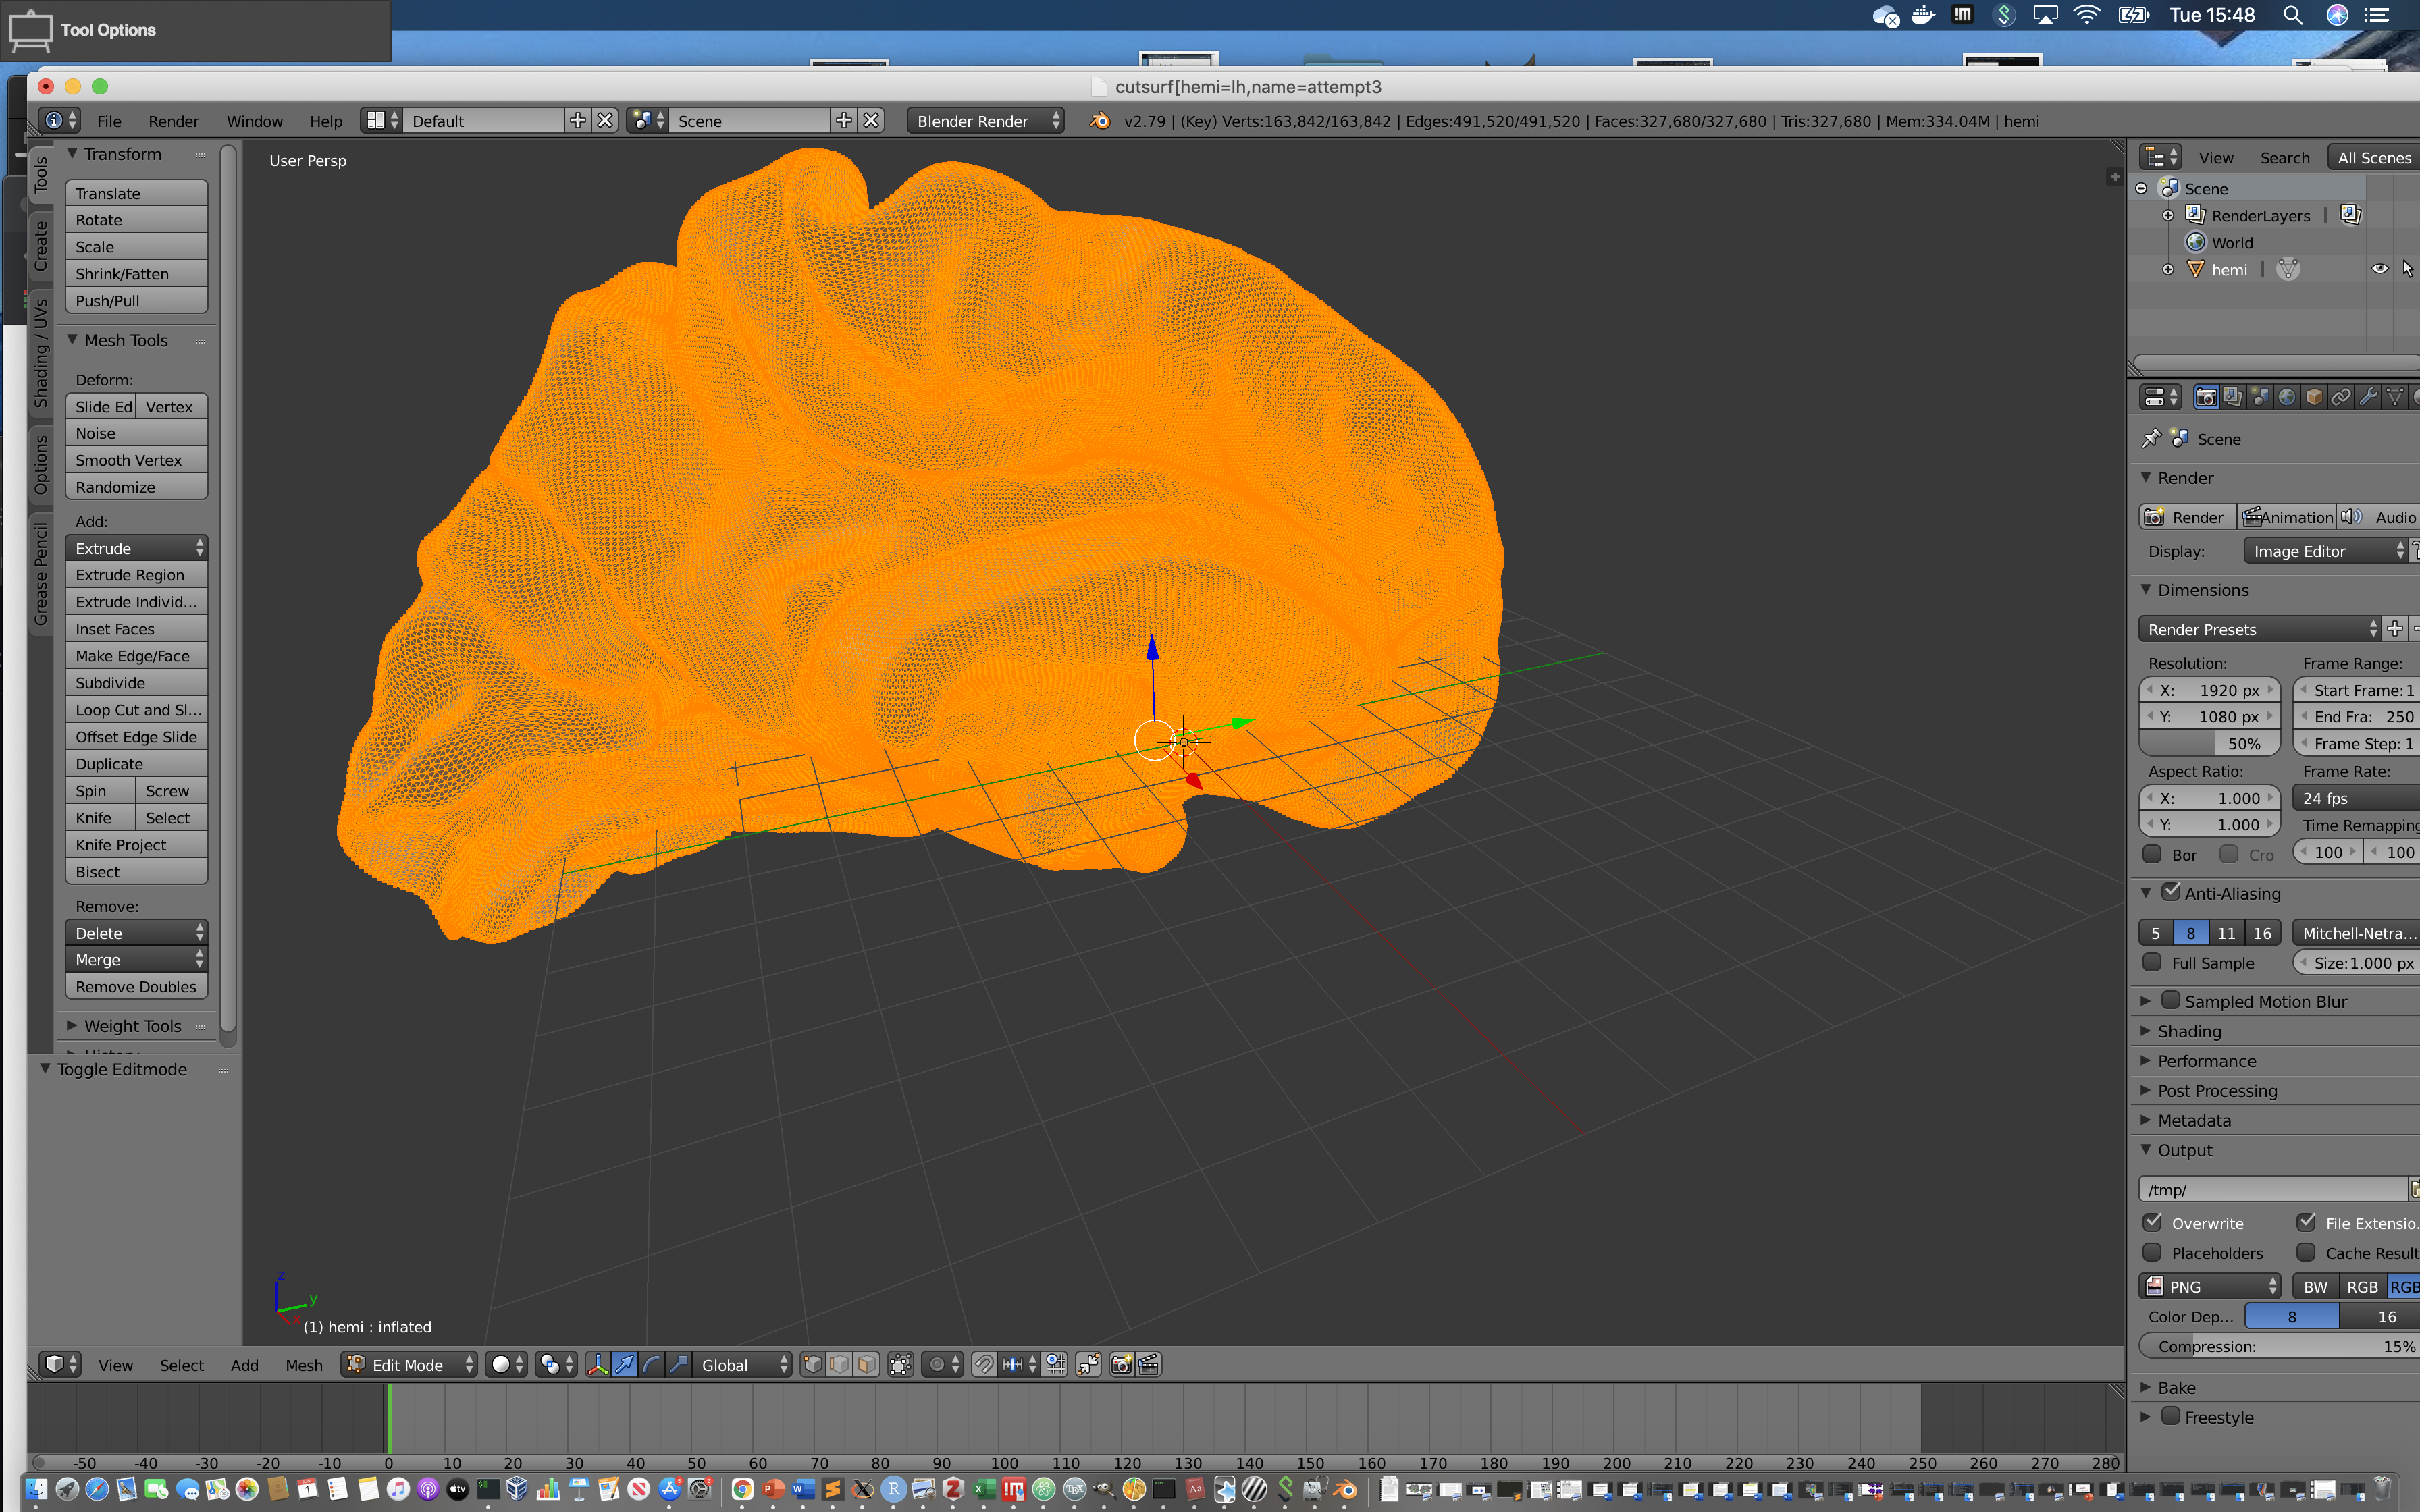 Tool Options
Tue 15:48
cutsurf[hemi=lh,name=attempt3
File Render Window Help Default Scene Blender Render v2.79 | (Key) Verts:163,842/163,842 | Edges:491,520/491,520 | Faces:327,680/327,680 | Tris:327,680 | Mem:334.04M | hemi
Tools
Create
Shading / UVs
Options
Grease Pencil
Transform
Translate
Rotate
Scale
Shrink/Fatten
Push/Pull
Mesh Tools
Deform:
Slide Ed Vertex
Noise
Smooth Vertex
Randomize
Add:
Extrude
Extrude Region
Extrude Individ...
Inset Faces
Make Edge/Face
Subdivide
Loop Cut and Sl...
Offset Edge Slide
Duplicate
Spin Screw
Knife Select
Knife Project
Bisect
Remove:
Delete
Merge
Remove Doubles
Weight Tools
Toggle Editmode
User Persp
z
y
x
(1) hemi : inflated
View Select Add Mesh Edit Mode Global
-50 -40 -30 -20 -10 0 10 20 30 40 50 60 70 80 90 100 110 120 130 140 150 160 170 180 190 200 210 220 230 240 250 260 270 280
View Search All Scenes
Scene
RenderLayers
World
hemi
Scene
Render
Render Animation Audio
Display: Image Editor
Dimensions
Render Presets
Resolution: Frame Range:
X: 1920 px Start Frame: 1
Y: 1080 px End Fra: 250
50% Frame Step: 1
Aspect Ratio: Frame Rate:
X: 1.000 24 fps
Y: 1.000 Time Remapping
Bor Cro 100 100
Anti-Aliasing
5 8 11 16 Mitchell-Netra...
Full Sample Size: 1.000 px
Sampled Motion Blur
Shading
Performance
Post Processing
Metadata
Output
/tmp/
Overwrite File Extensio.
Placeholders Cache Result
PNG BW RGB RGB
Color Dep... 8 16
Compression: 15%
Bake
Freestyle